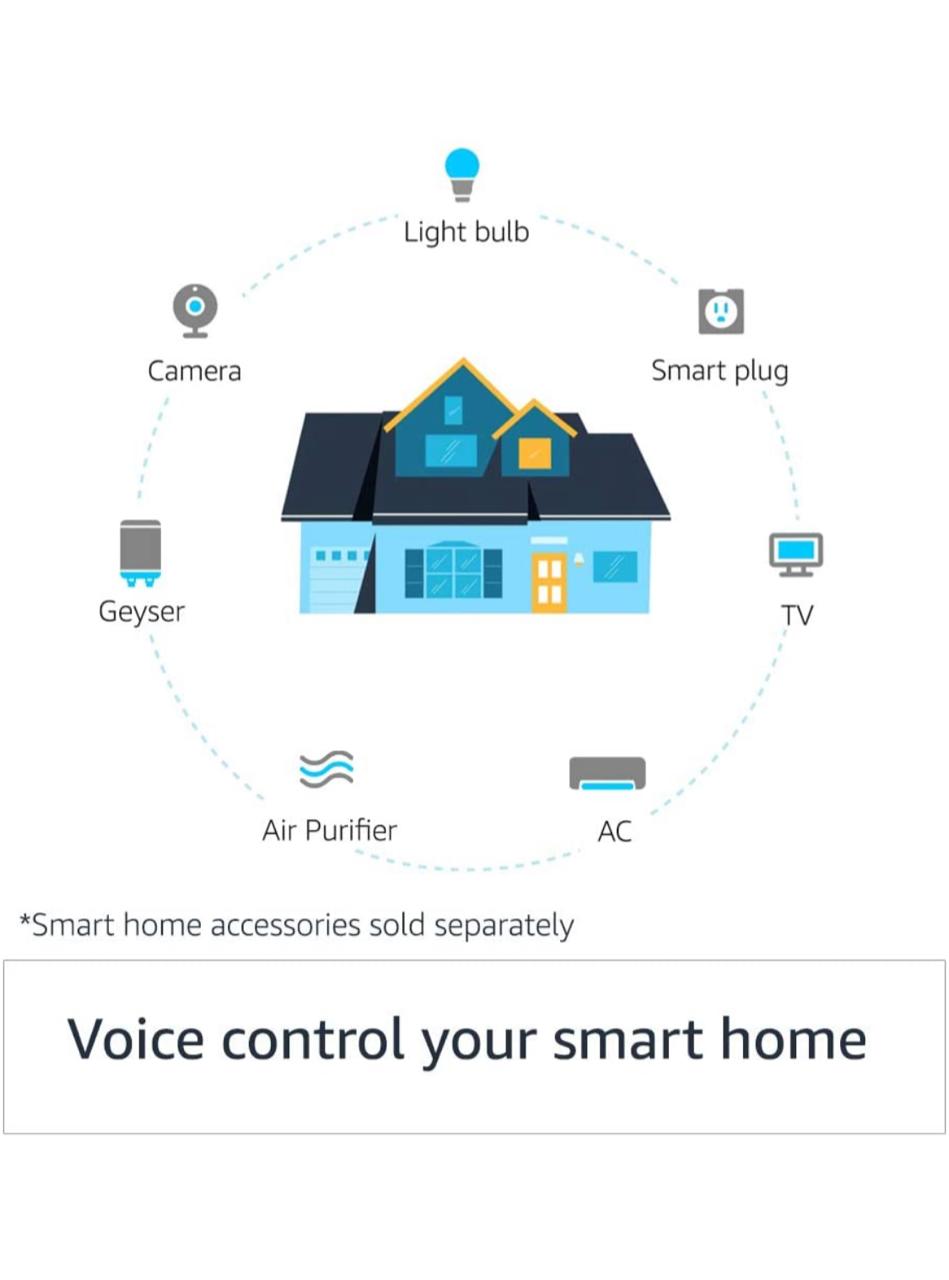 Light bulb
Camera
Smart plug
Geyser
TV
Air Purifier
AC
*Smart home accessories sold separately
Voice control your smart home